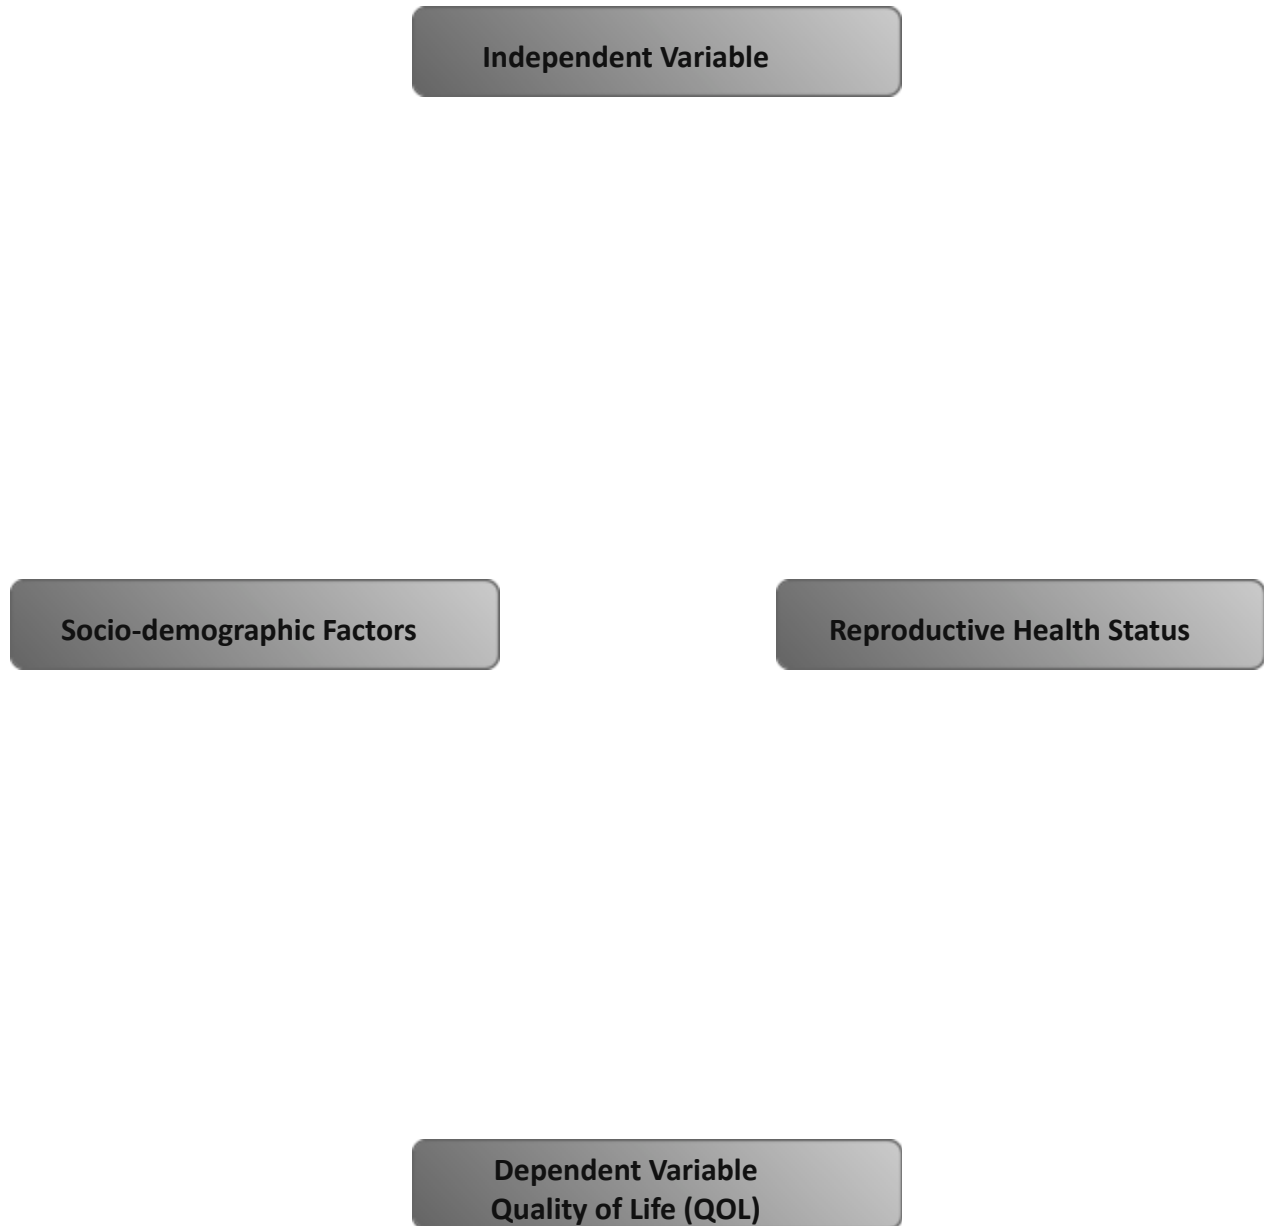 Independent Variable
Socio-demographic Factors
Reproductive Health Status
Dependent Variable
Quality of Life (QOL)